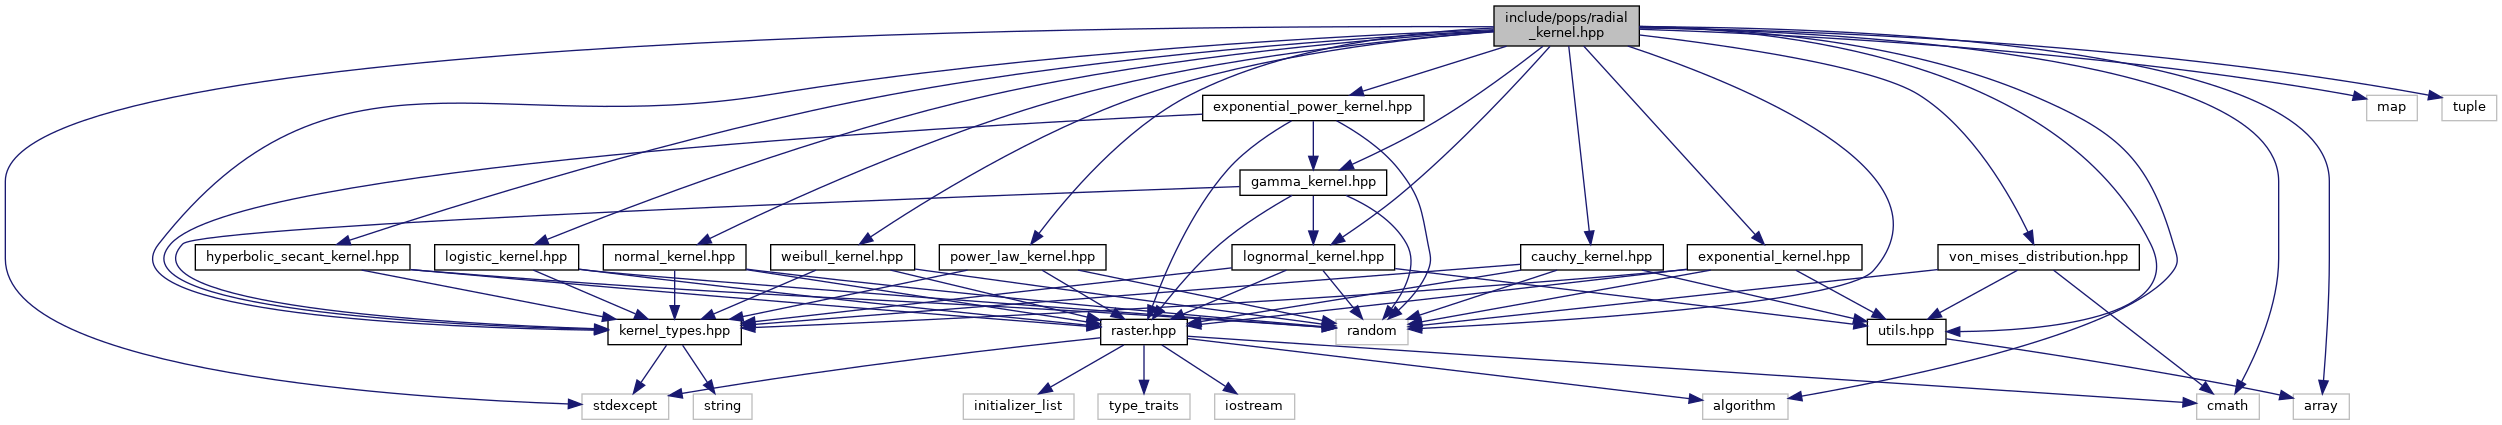 include/pops/radial
_kernel.hpp
exponential_power_kernel.hpp
map
tuple
gamma_kernel.hpp
hyperbolic_secant_kernel.hpp
logistic_kernel.hpp
normal_kernel.hpp
weibull_kernel.hpp
power_law_kernel.hpp
lognormal_kernel.hpp
cauchy_kernel.hpp
exponential_kernel.hpp
von_mises_distribution.hpp
kernel_types.hpp
raster.hpp
random
utils.hpp
stdexcept
string
initializer_list
type_traits
iostream
algorithm
cmath
array